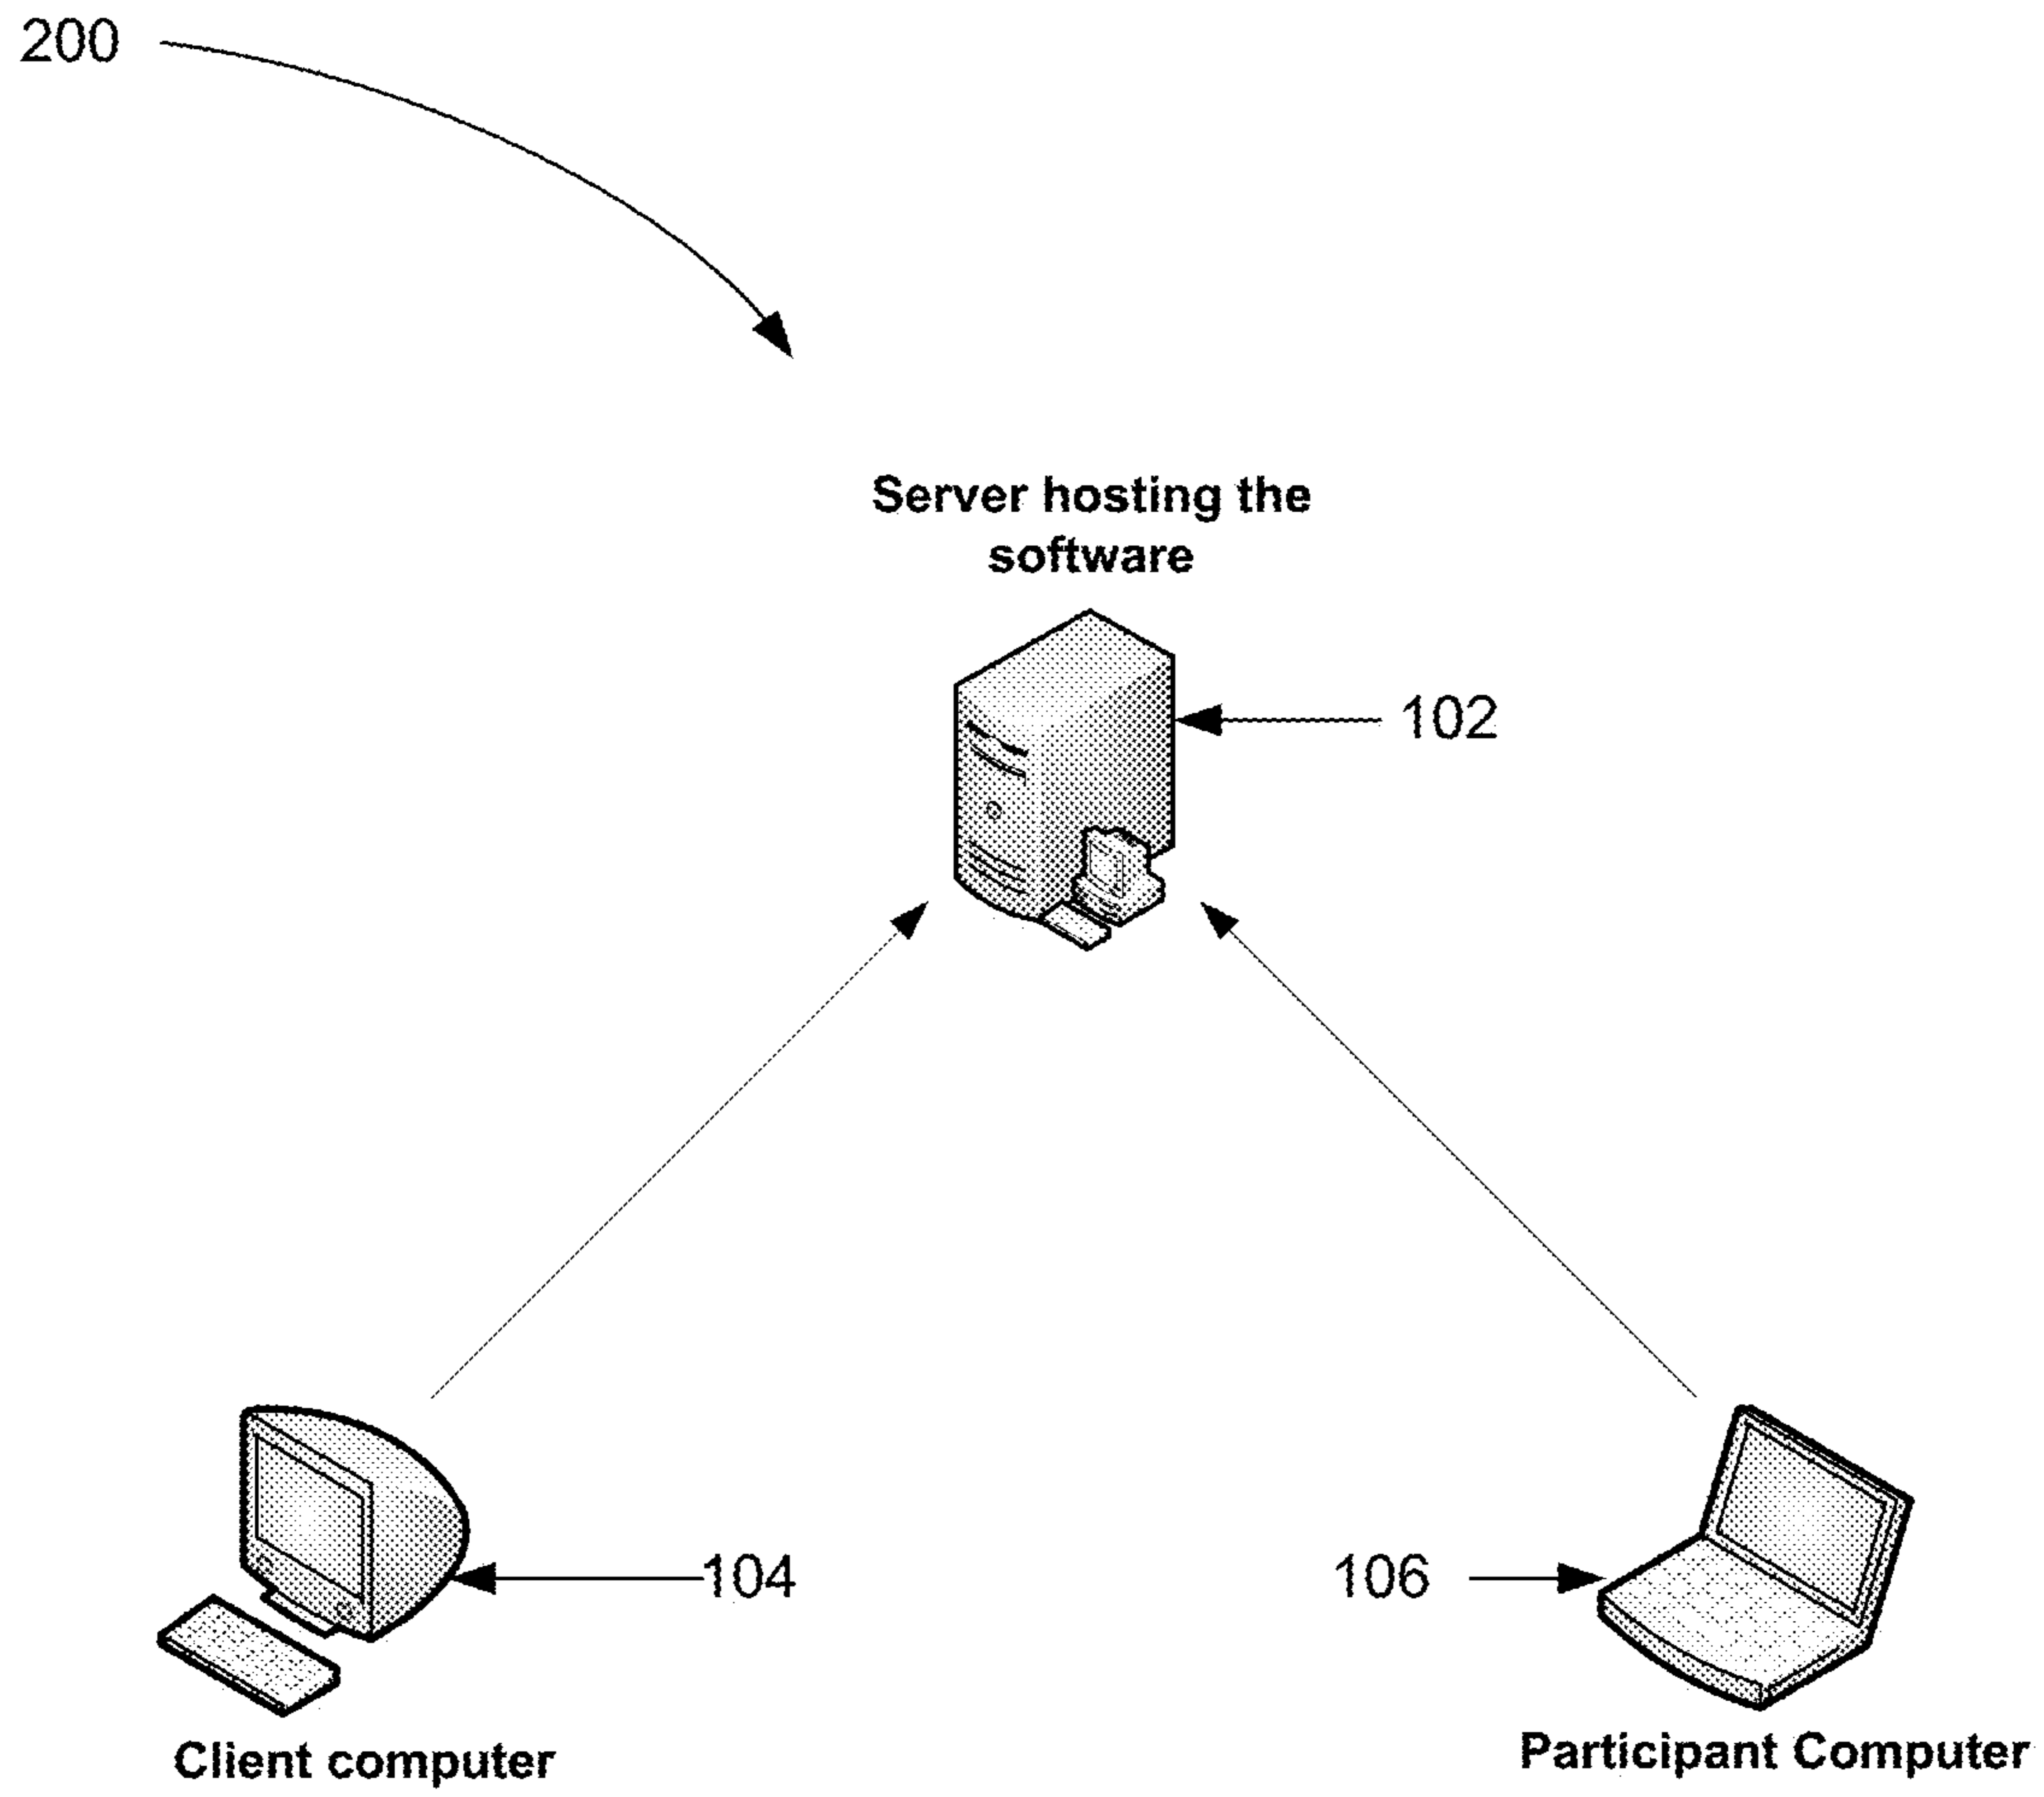 200
Server hosting the
software
102
104
106
Client computer
Participant Computer